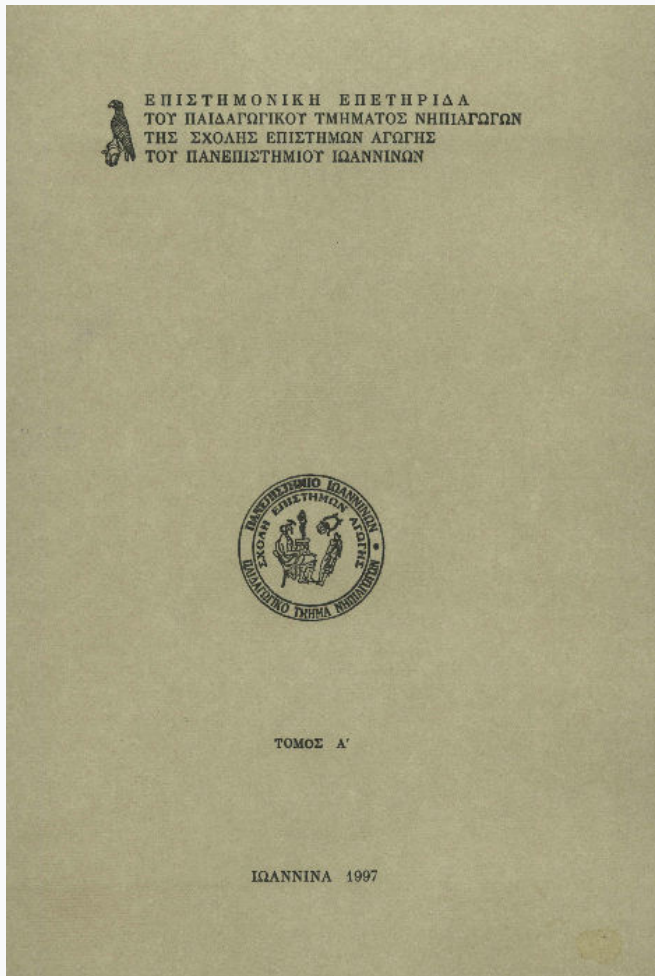 ΕΠΙΣΤΗΜΟΝΙΚΗ ΕΠΕΤΗΡΙΔΑ
ΤΟΥ ΠΑΙΔΑΓΩΓΙΚΟΥ ΤΜΗΜΑΤΟΣ ΝΗΠΙΑΓΩΓΩΝ
ΤΗΣ ΣΧΟΛΗΣ ΕΠΙΣΤΗΜΩΝ ΑΓΩΓΗΣ
ΤΟΥ ΠΑΝΕΠΙΣΤΗΜΙΟΥ ΙΩΑΝΝΙΝΩΝ
ΠΑΝΕΠΙΣΤΗΜΙΟ ΙΩΑΝΝΙΝΩΝ
ΣΧΟΛΗ ΕΠΙΣΤΗΜΩΝ ΑΓΩΓΗΣ
ΠΑΙΔΑΓΩΓΙΚΟ ΤΜΗΜΑ ΝΗΠΙΑΓΩΓΩΝ
ΤΟΜΟΣ Α'
ΙΩΑΝΝΙΝΑ 1997